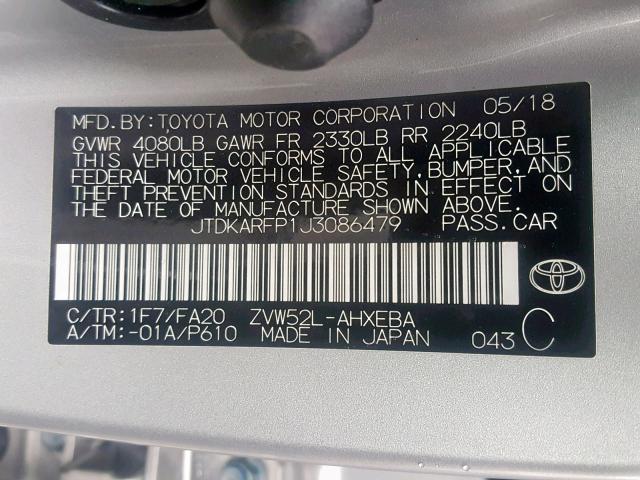 MFD.BY:TOYOTA MOTOR CORPORATION 05/18
GVWR 4080LB GAWR FR 2330LB RR 2240LB
THIS VEHICLE CONFORMS TO ALL APPLICABLE
FEDERAL MOTOR VEHICLE SAFETY,BUMPER,AND
THEFT PREVENTION STANDARDS IN EFFECT ON
THE DATE OF MANUFACTURE SHOWN ABOVE.
JTDKARFP1J3086479 PASS.CAR
C/TR:1F7/FA20 ZVW52L-AHXEBA
A/TM:-01A/P610 MADE IN JAPAN 043 C